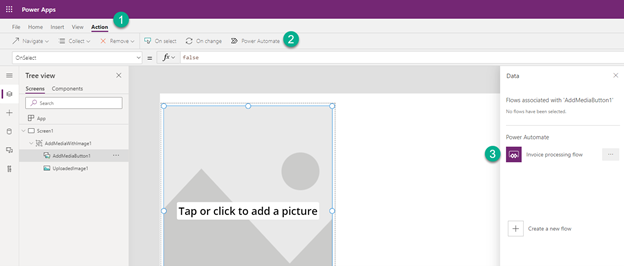 Power Apps
1
File Home Insert View Action
Navigate Collect Remove On select On change Power Automate 2
OnSelect = fx false
Tree view
Screens Components
Search
App
Screen1
AddMediaWithImage1
AddMediaButton1 ...
UploadedImage1
Tap or click to add a picture
Data
Flows associated with 'AddMediaButton1'
No flows have been selected.
Power Automate
3 Invoice processing flow ...
Create a new flow